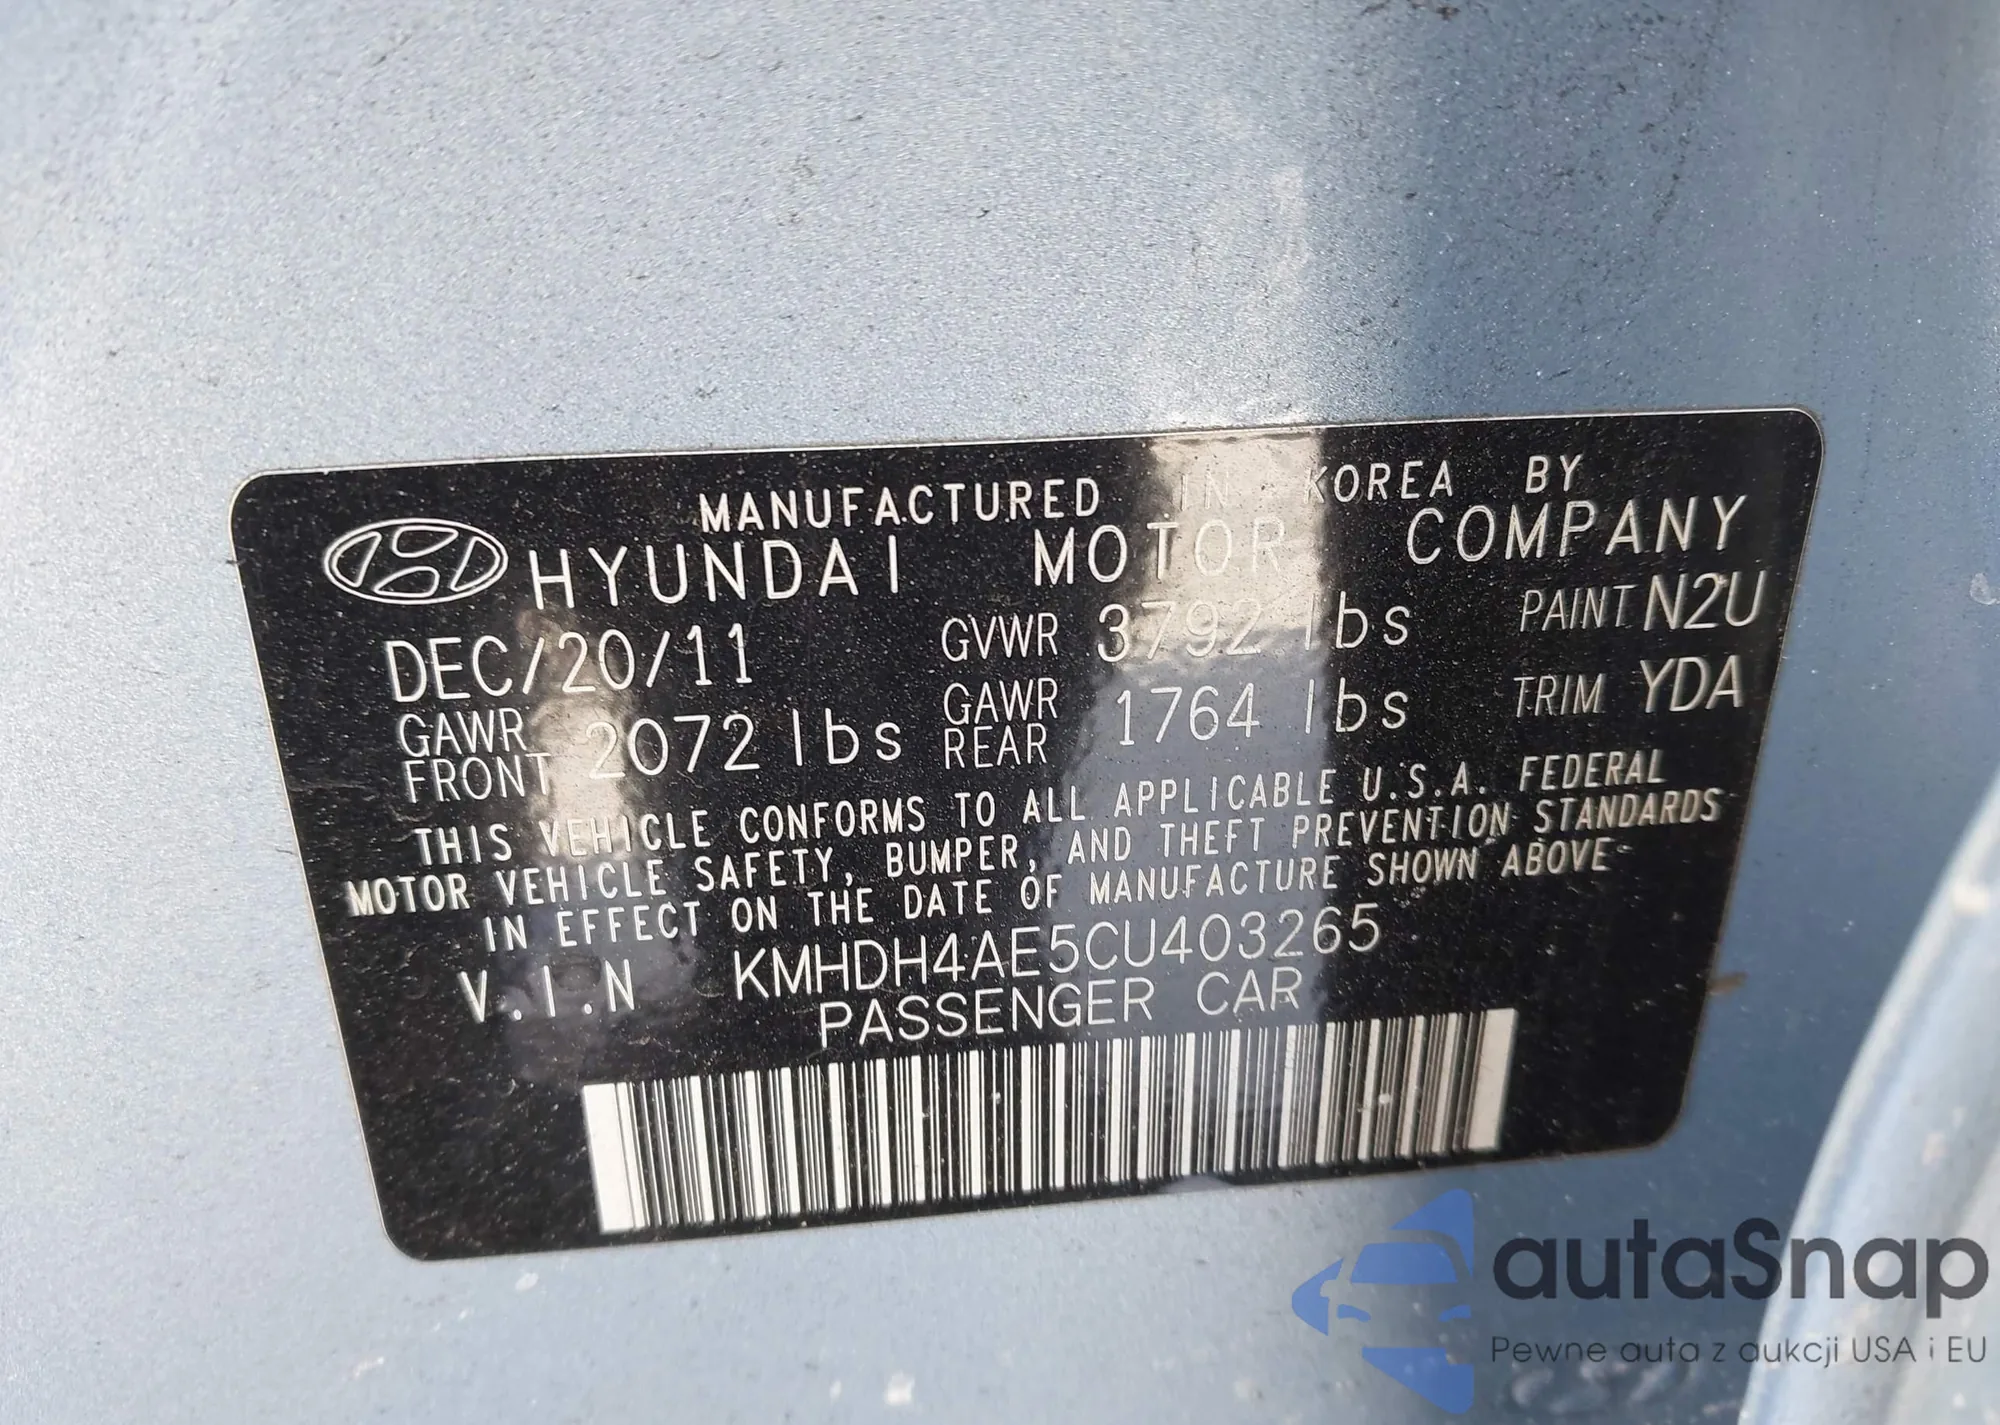 MANUFACTURED IN KOREA BY
HYUNDAI MOTOR COMPANY
DEC/20/11 GVWR 3792 lbs PAINT N2U
GAWR FRONT 2072 lbs GAWR REAR 1764 lbs TRIM YDA
THIS VEHICLE CONFORMS TO ALL APPLICABLE U.S.A. FEDERAL
MOTOR VEHICLE SAFETY, BUMPER, AND THEFT PREVENTION STANDARDS
IN EFFECT ON THE DATE OF MANUFACTURE SHOWN ABOVE
V.I.N KMHDH4AE5CU403265
PASSENGER CAR
autaSnap
Pewne auta z aukcji USA i EU